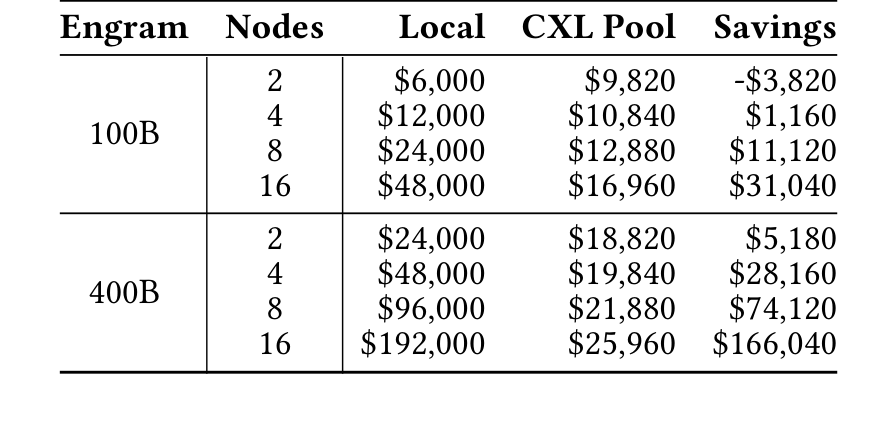 Engram Nodes Local CXL Pool Savings
100B
2 $6,000 $9,820 -$3,820
4 $12,000 $10,840 $1,160
8 $24,000 $12,880 $11,120
16 $48,000 $16,960 $31,040
400B
2 $24,000 $18,820 $5,180
4 $48,000 $19,840 $28,160
8 $96,000 $21,880 $74,120
16 $192,000 $25,960 $166,040